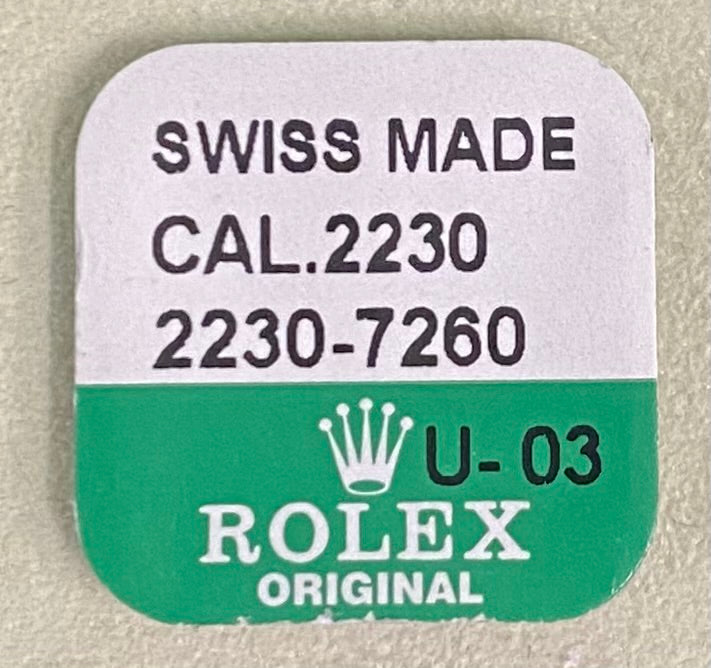 SWISS MADE
CAL.2230
2230-7260
U- 03
ROLEX
ORIGINAL